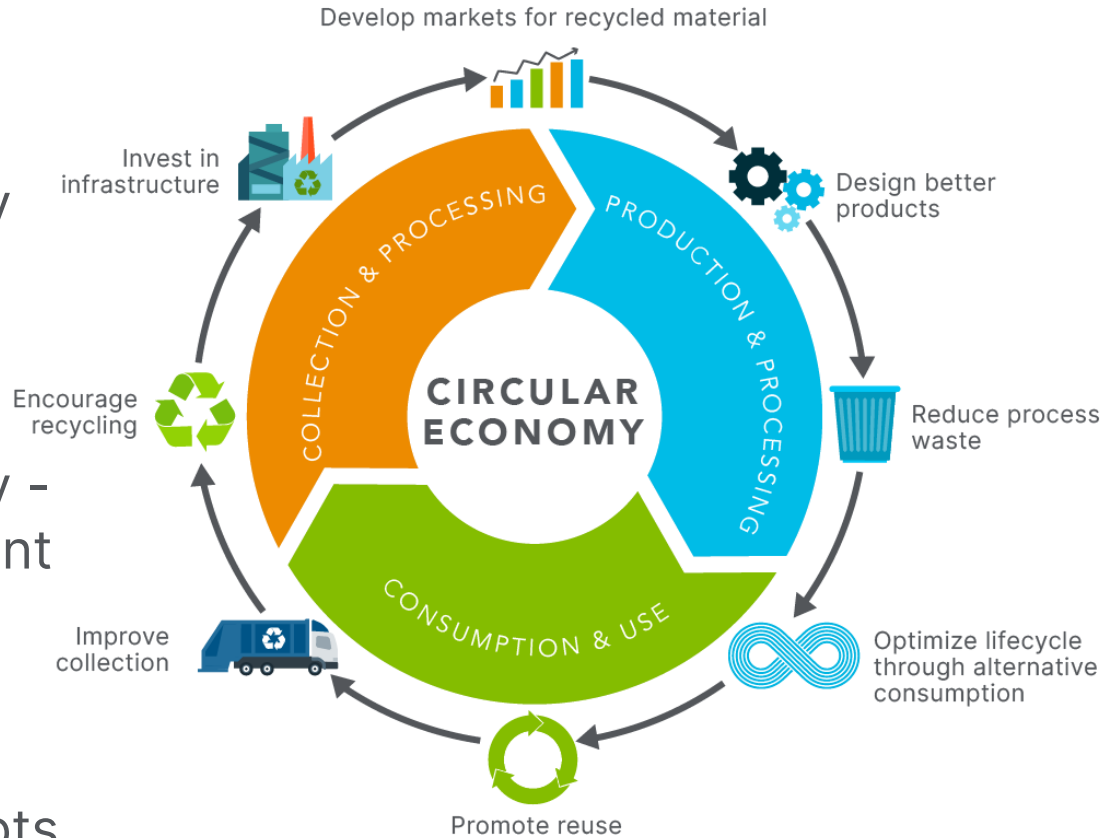 Develop markets for recycled material
Invest in
infrastructure
COLLECTION & PROCESSING
PRODUCTION & PROCESSING
Design better
products
Encourage
recycling
CIRCULAR
ECONOMY
Reduce process
waste
CONSUMPTION & USE
Improve
collection
Optimize lifecycle
through alternative
consumption
Promote reuse